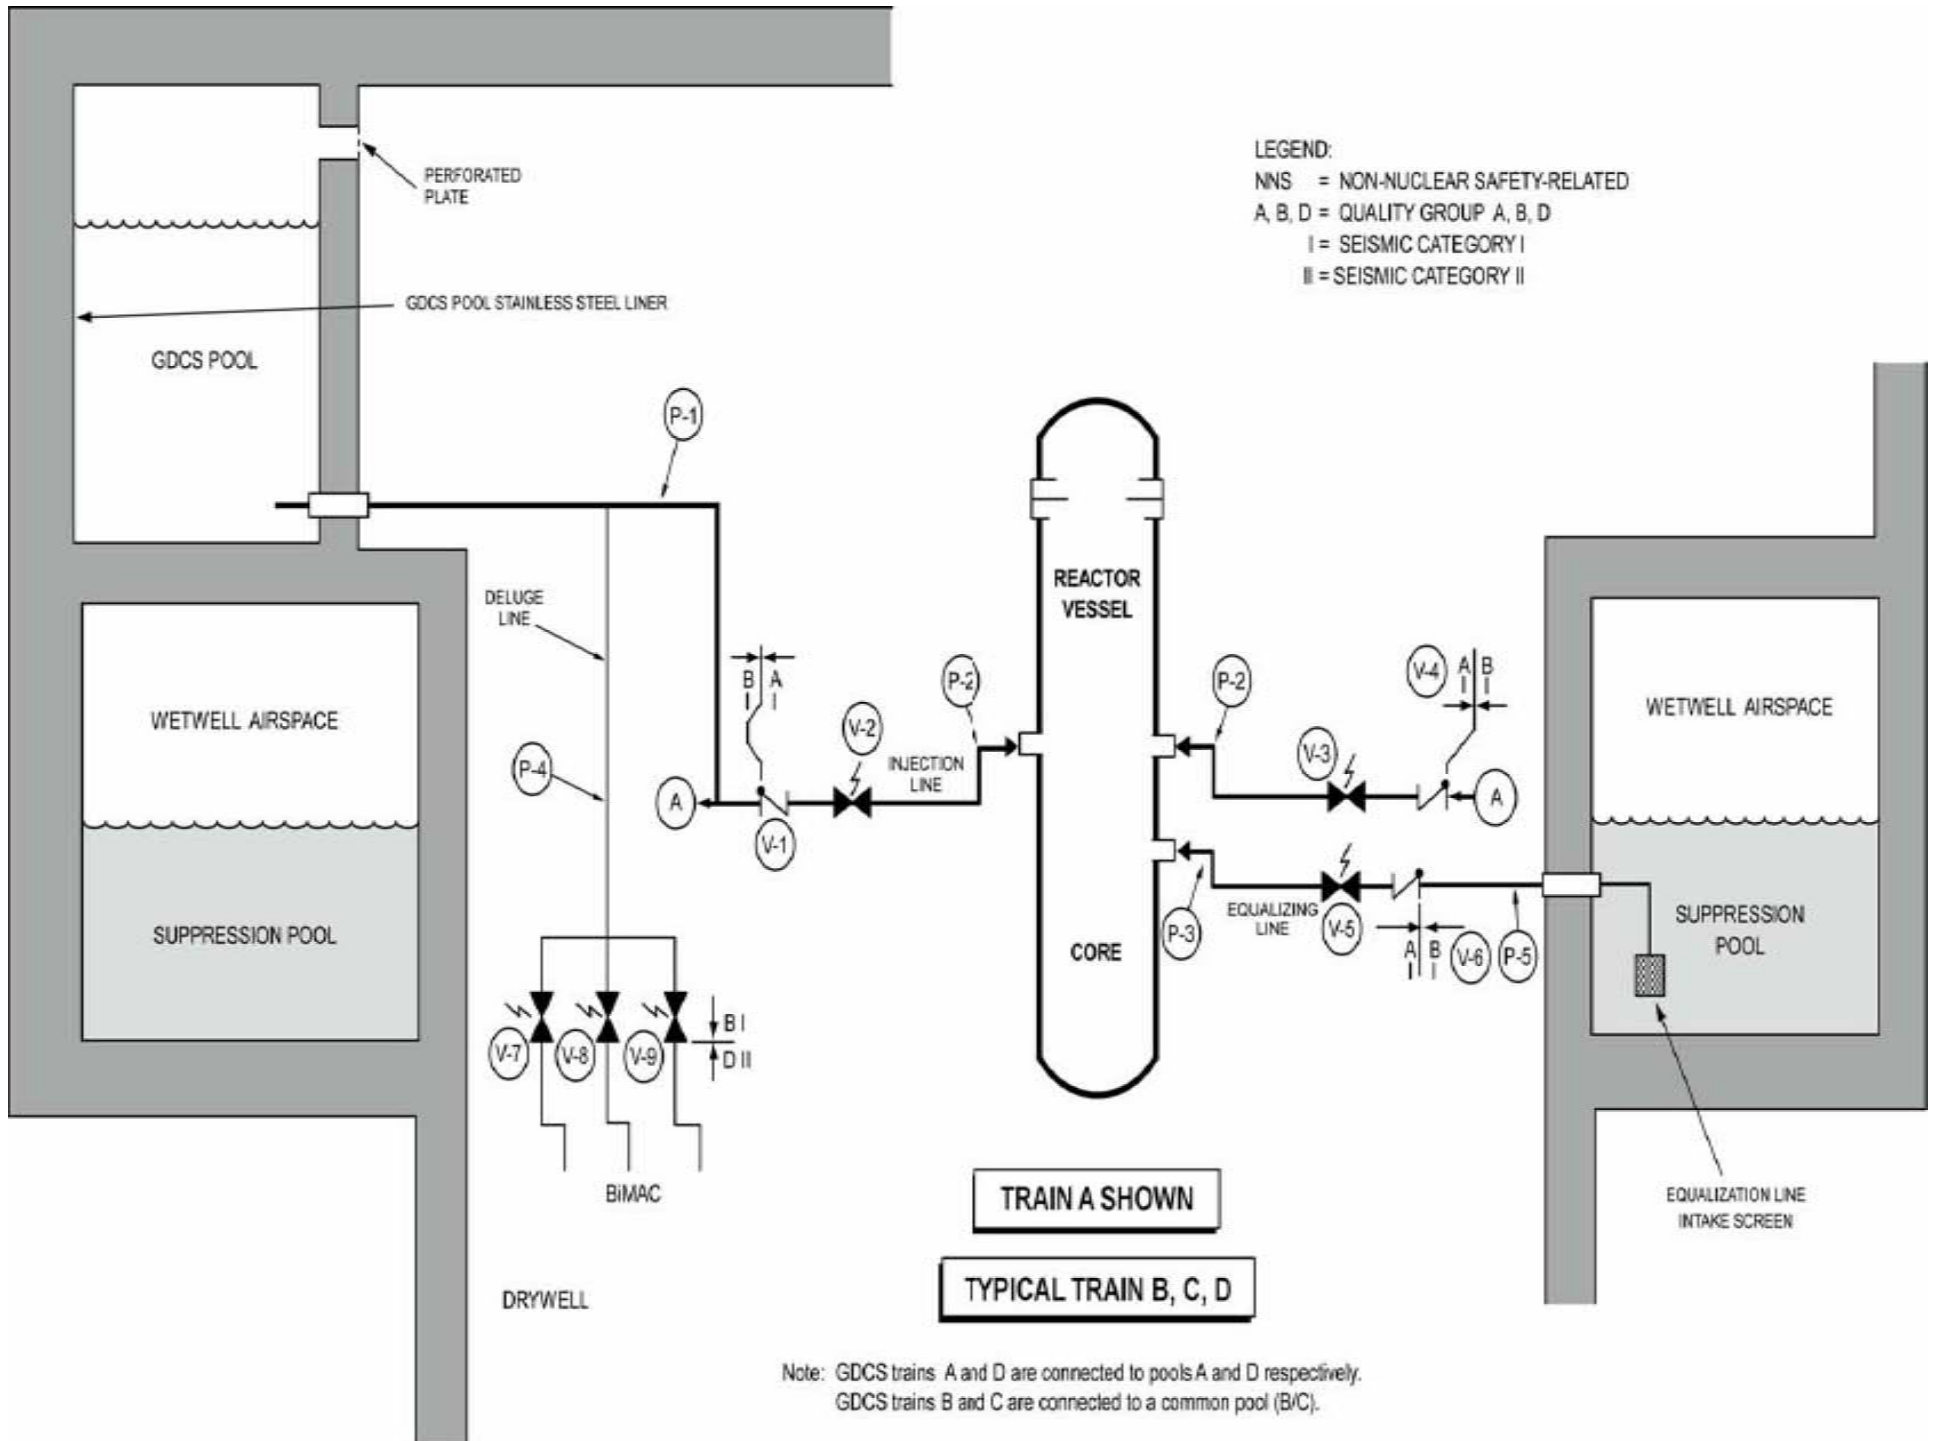 PERFORATED
PLATE
LEGEND:
NNS = NON-NUCLEAR SAFETY-RELATED
A, B, D = QUALITY GROUP A, B, D
I = SEISMIC CATEGORY I
II = SEISMIC CATEGORY II
GDCS POOL STAINLESS STEEL LINER
GDCS POOL
P-1
REACTOR
VESSEL
DELUGE
LINE
B A
I I
V-2
P-2
P-2
V-4
A B
I I
WETWELL AIRSPACE
WETWELL AIRSPACE
P-4
INJECTION
LINE
V-3
A
A
V-1
SUPPRESSION POOL
CORE
EQUALIZING
LINE
P-3
V-5
A B
I I
V-6
P-5
SUPPRESSION
POOL
V-7
V-8
V-9
B I
D II
BiMAC
TRAIN A SHOWN
EQUALIZATION LINE
INTAKE SCREEN
TYPICAL TRAIN B, C, D
DRYWELL
Note: GDCS trains A and D are connected to pools A and D respectively.
GDCS trains B and C are connected to a common pool (B/C).